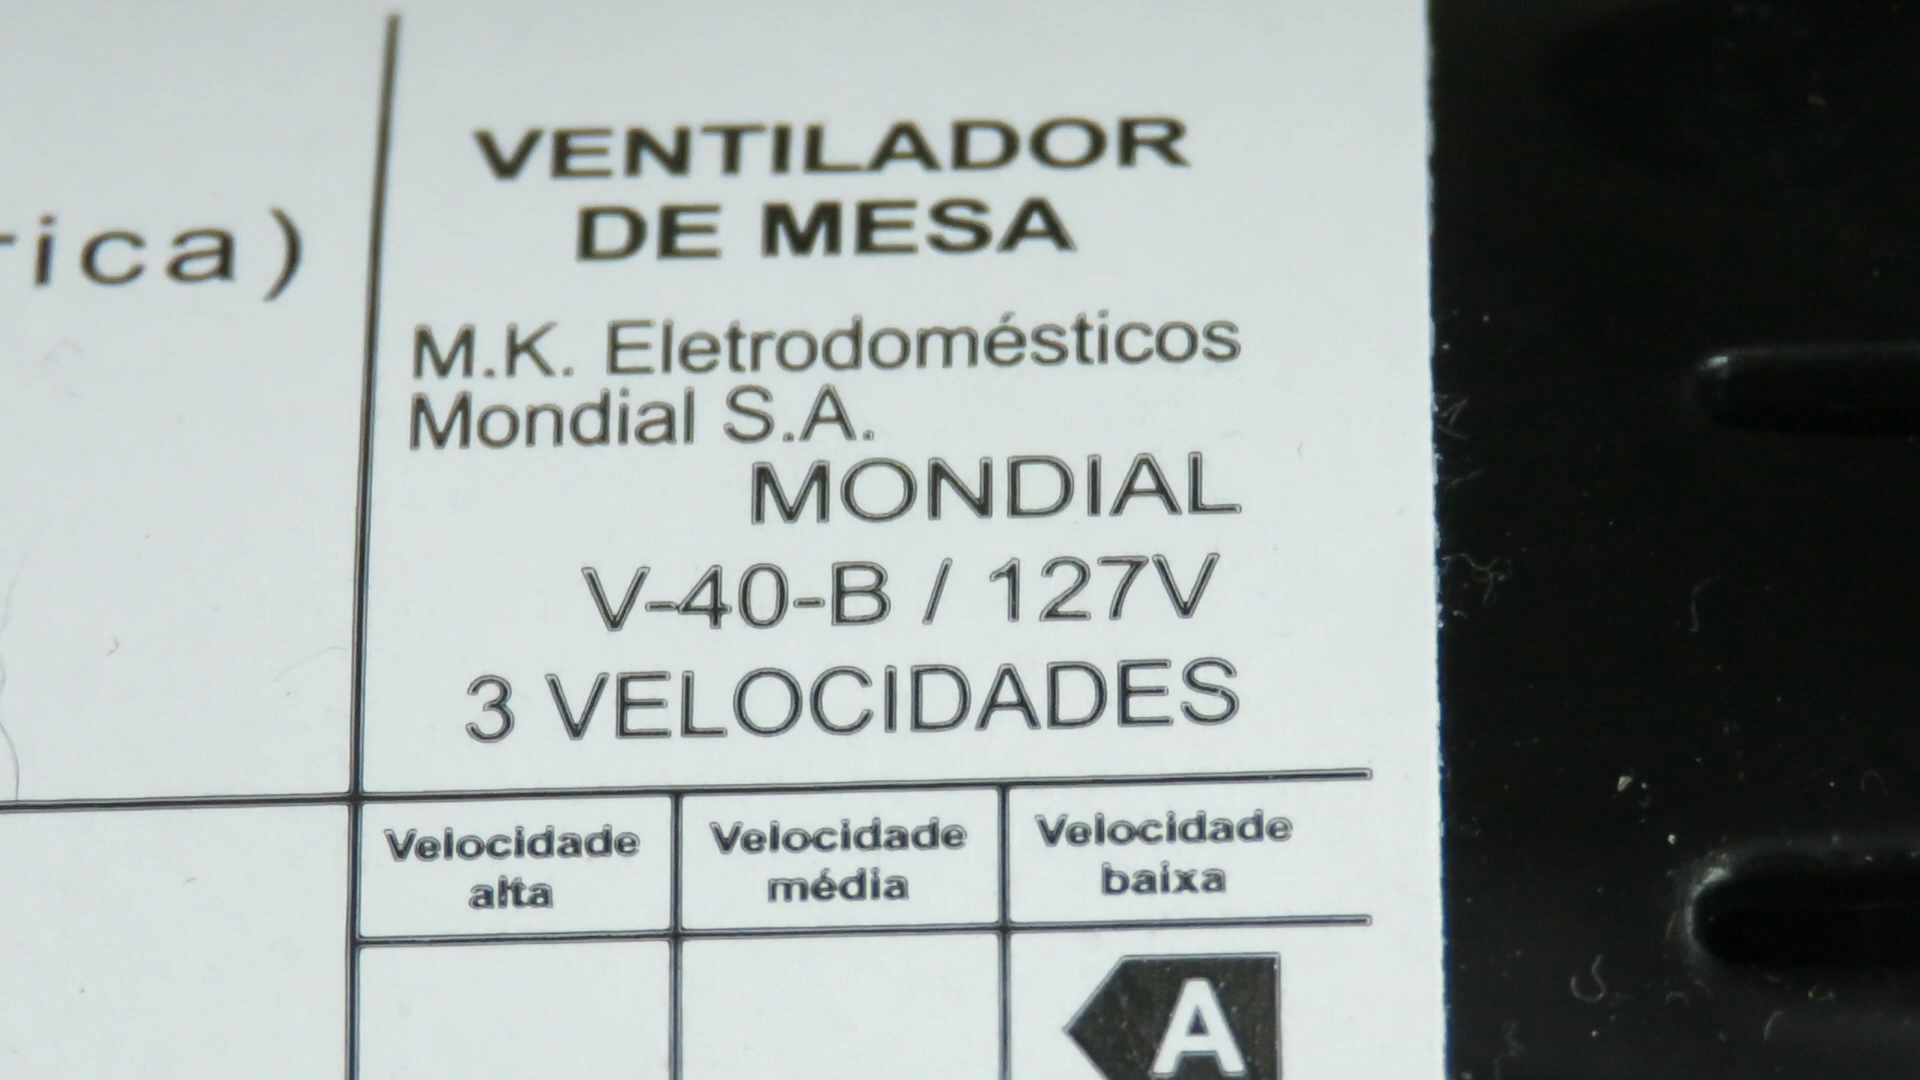 VENTILADOR
DE MESA
rica)
M.K. Eletrodomésticos
Mondial S.A.
MONDIAL
V-40-B / 127V
3 VELOCIDADES
Velocidade alta
Velocidade média
Velocidade baixa
A